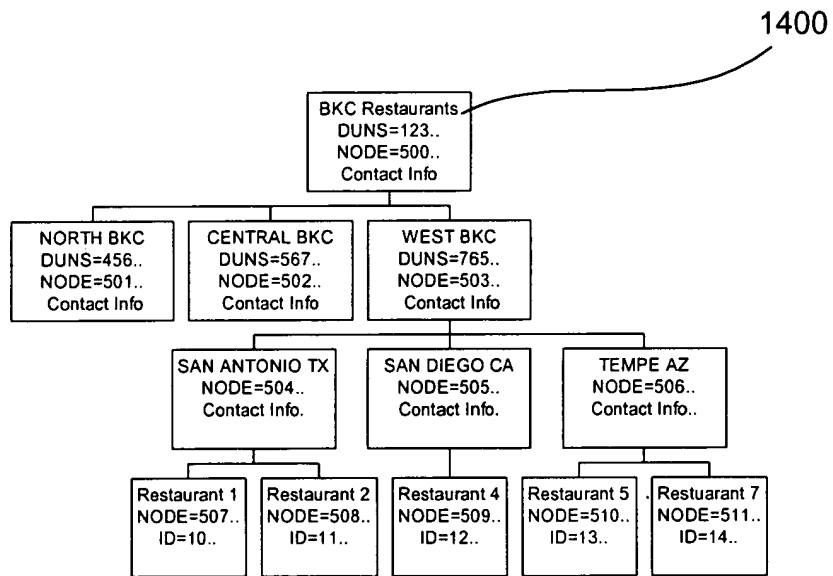 1400
BKC Restaurants
DUNS=123..
NODE=500..
Contact Info
NORTH BKC
DUNS=456..
NODE=501..
Contact Info
CENTRAL BKC
DUNS=567..
NODE=502..
Contact Info
WEST BKC
DUNS=765..
NODE=503..
Contact Info
SAN ANTONIO TX
NODE=504..
Contact Info.
SAN DIEGO CA
NODE=505..
Contact Info.
TEMPE AZ
NODE=506..
Contact Info..
Restaurant 1
NODE=507..
ID=10..
Restaurant 2
NODE=508..
ID=11..
Restaurant 4
NODE=509..
ID=12..
Restaurant 5
NODE=510..
ID=13..
Restuarant 7
NODE=511..
ID=14..